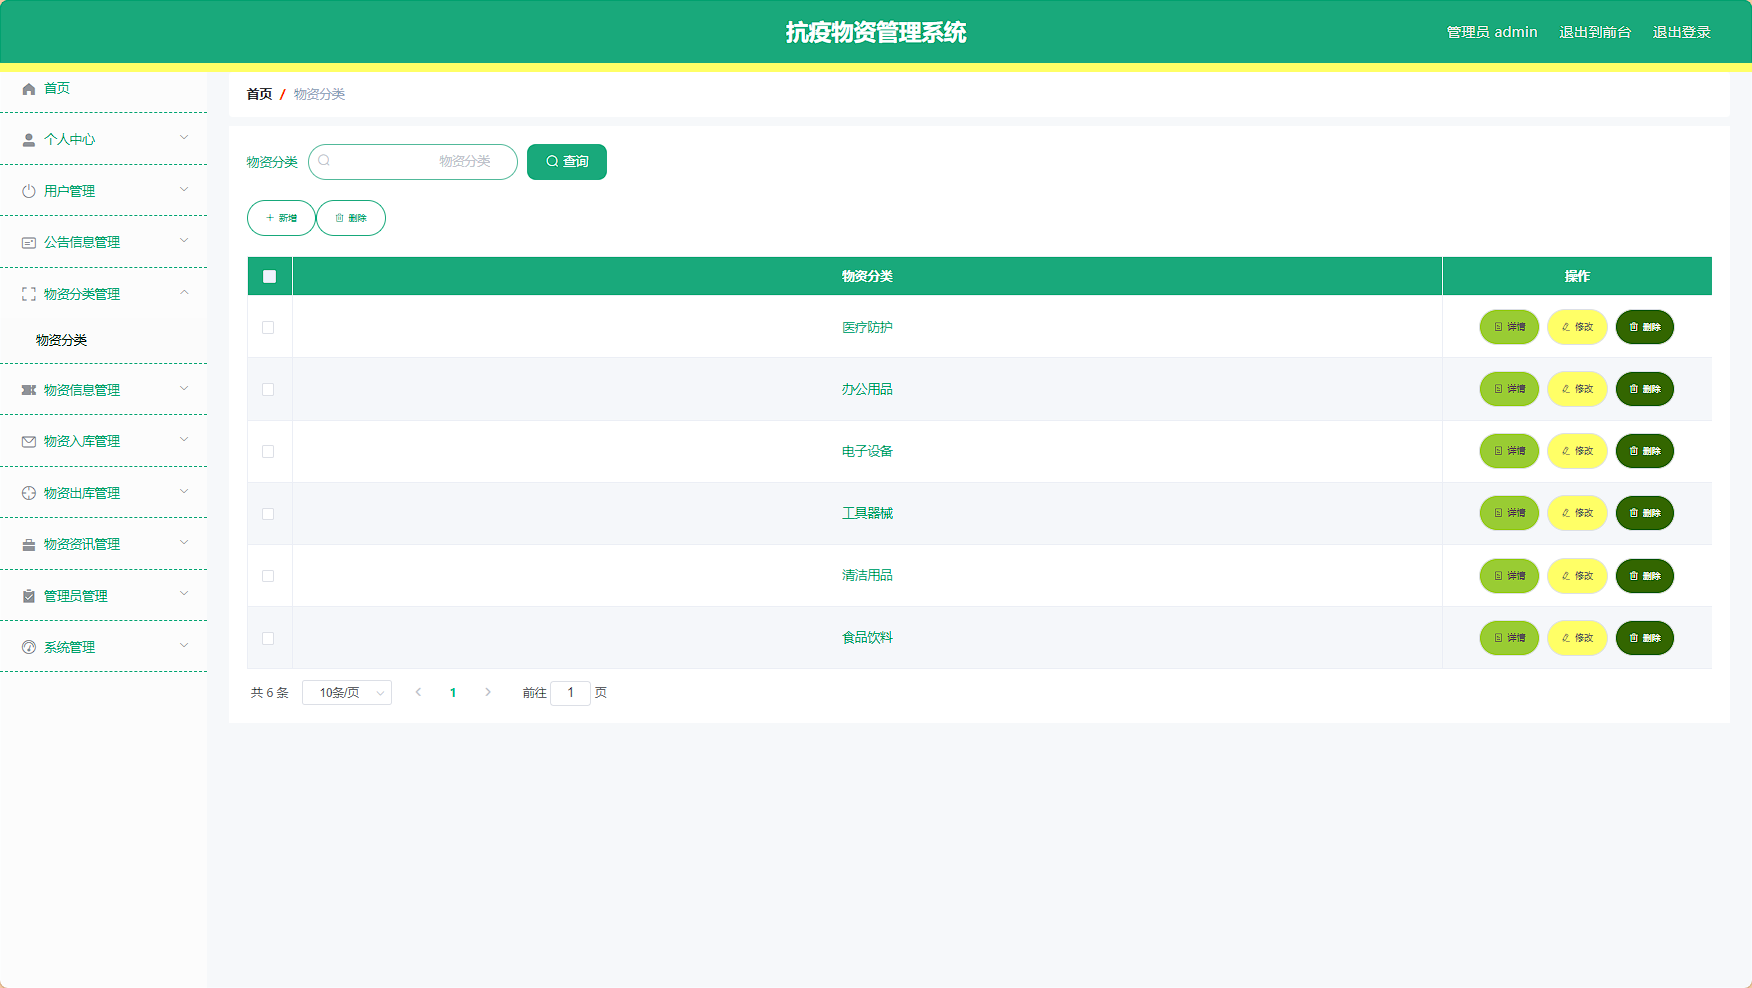 抗疫物资管理系统
管理员 admin 退出到前台 退出登录
首页
个人中心
用户管理
公告信息管理
物资分类管理
物资分类
物资信息管理
物资入库管理
物资出库管理
物资资讯管理
管理员管理
系统管理
首页 / 物资分类
物资分类 物资分类 查询
新增 删除
物资分类 操作
医疗防护 详情 修改 删除
办公用品 详情 修改 删除
电子设备 详情 修改 删除
工具器械 详情 修改 删除
清洁用品 详情 修改 删除
食品饮料 详情 修改 删除
共 6 条 10条/页 1 前往 1 页